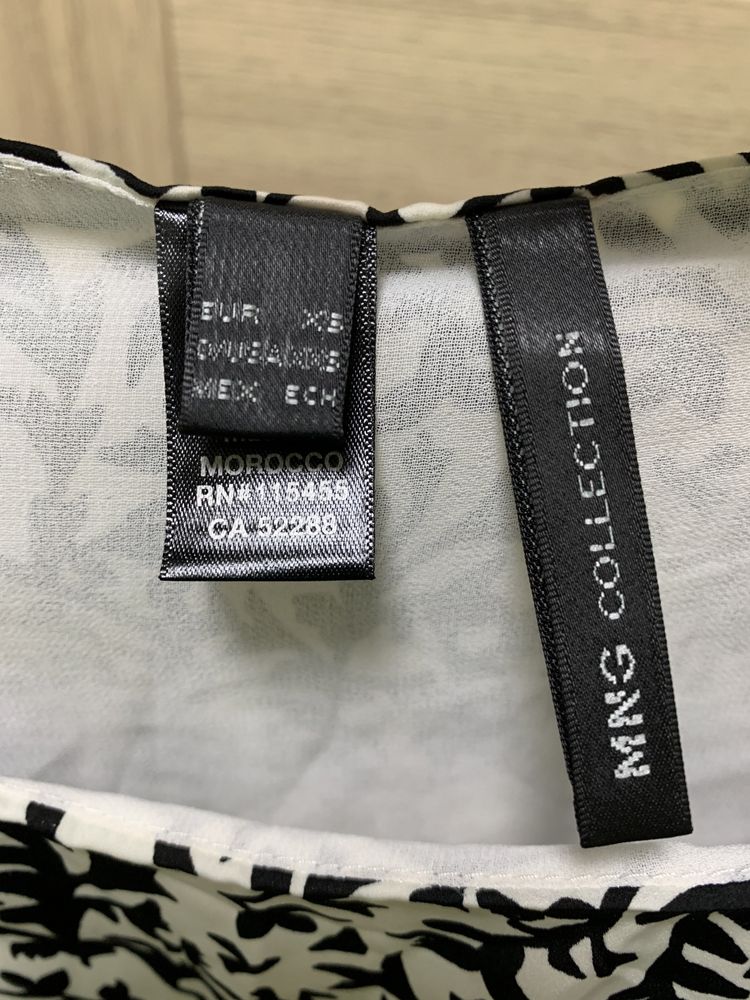 EUR XS
MEX ECH
MOROCCO
RN#115455
CA 52288
MNG COLLECTION